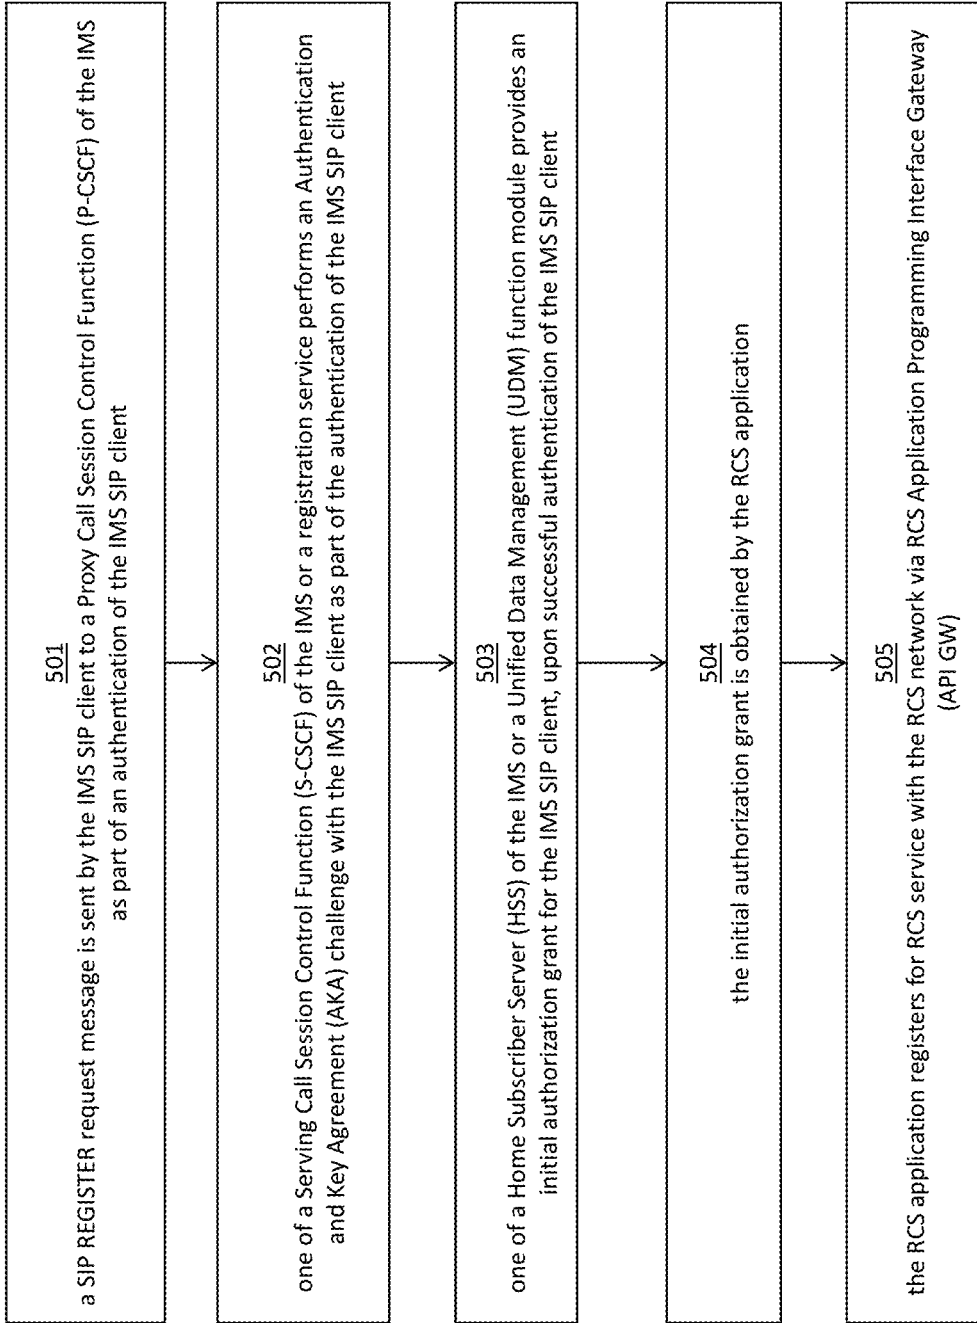 501
a SIP REGISTER request message is sent by the IMS SIP client to a Proxy Call Session Control Function (P-CSCF) of the IMS
as part of an authentication of the IMS SIP client
502
one of a Serving Call Session Control Function (S-CSCF) of the IMS or a registration service performs an Authentication
and Key Agreement (AKA) challenge with the IMS SIP client as part of the authentication of the IMS SIP client
503
one of a Home Subscriber Server (HSS) of the IMS or a Unified Data Management (UDM) function module provides an
initial authorization grant for the IMS SIP client, upon successful authentication of the IMS SIP client
504
the initial authorization grant is obtained by the RCS application
505
the RCS application registers for RCS service with the RCS network via RCS Application Programming Interface Gateway
(API GW)